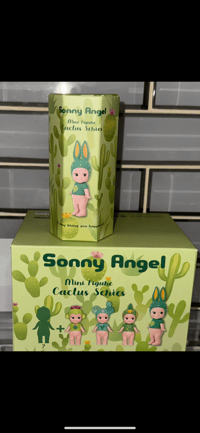 Sonny Angel
Mini Figure
Cactus Series
Sonny Angel
Mini Figure
Cactus Series
?
+